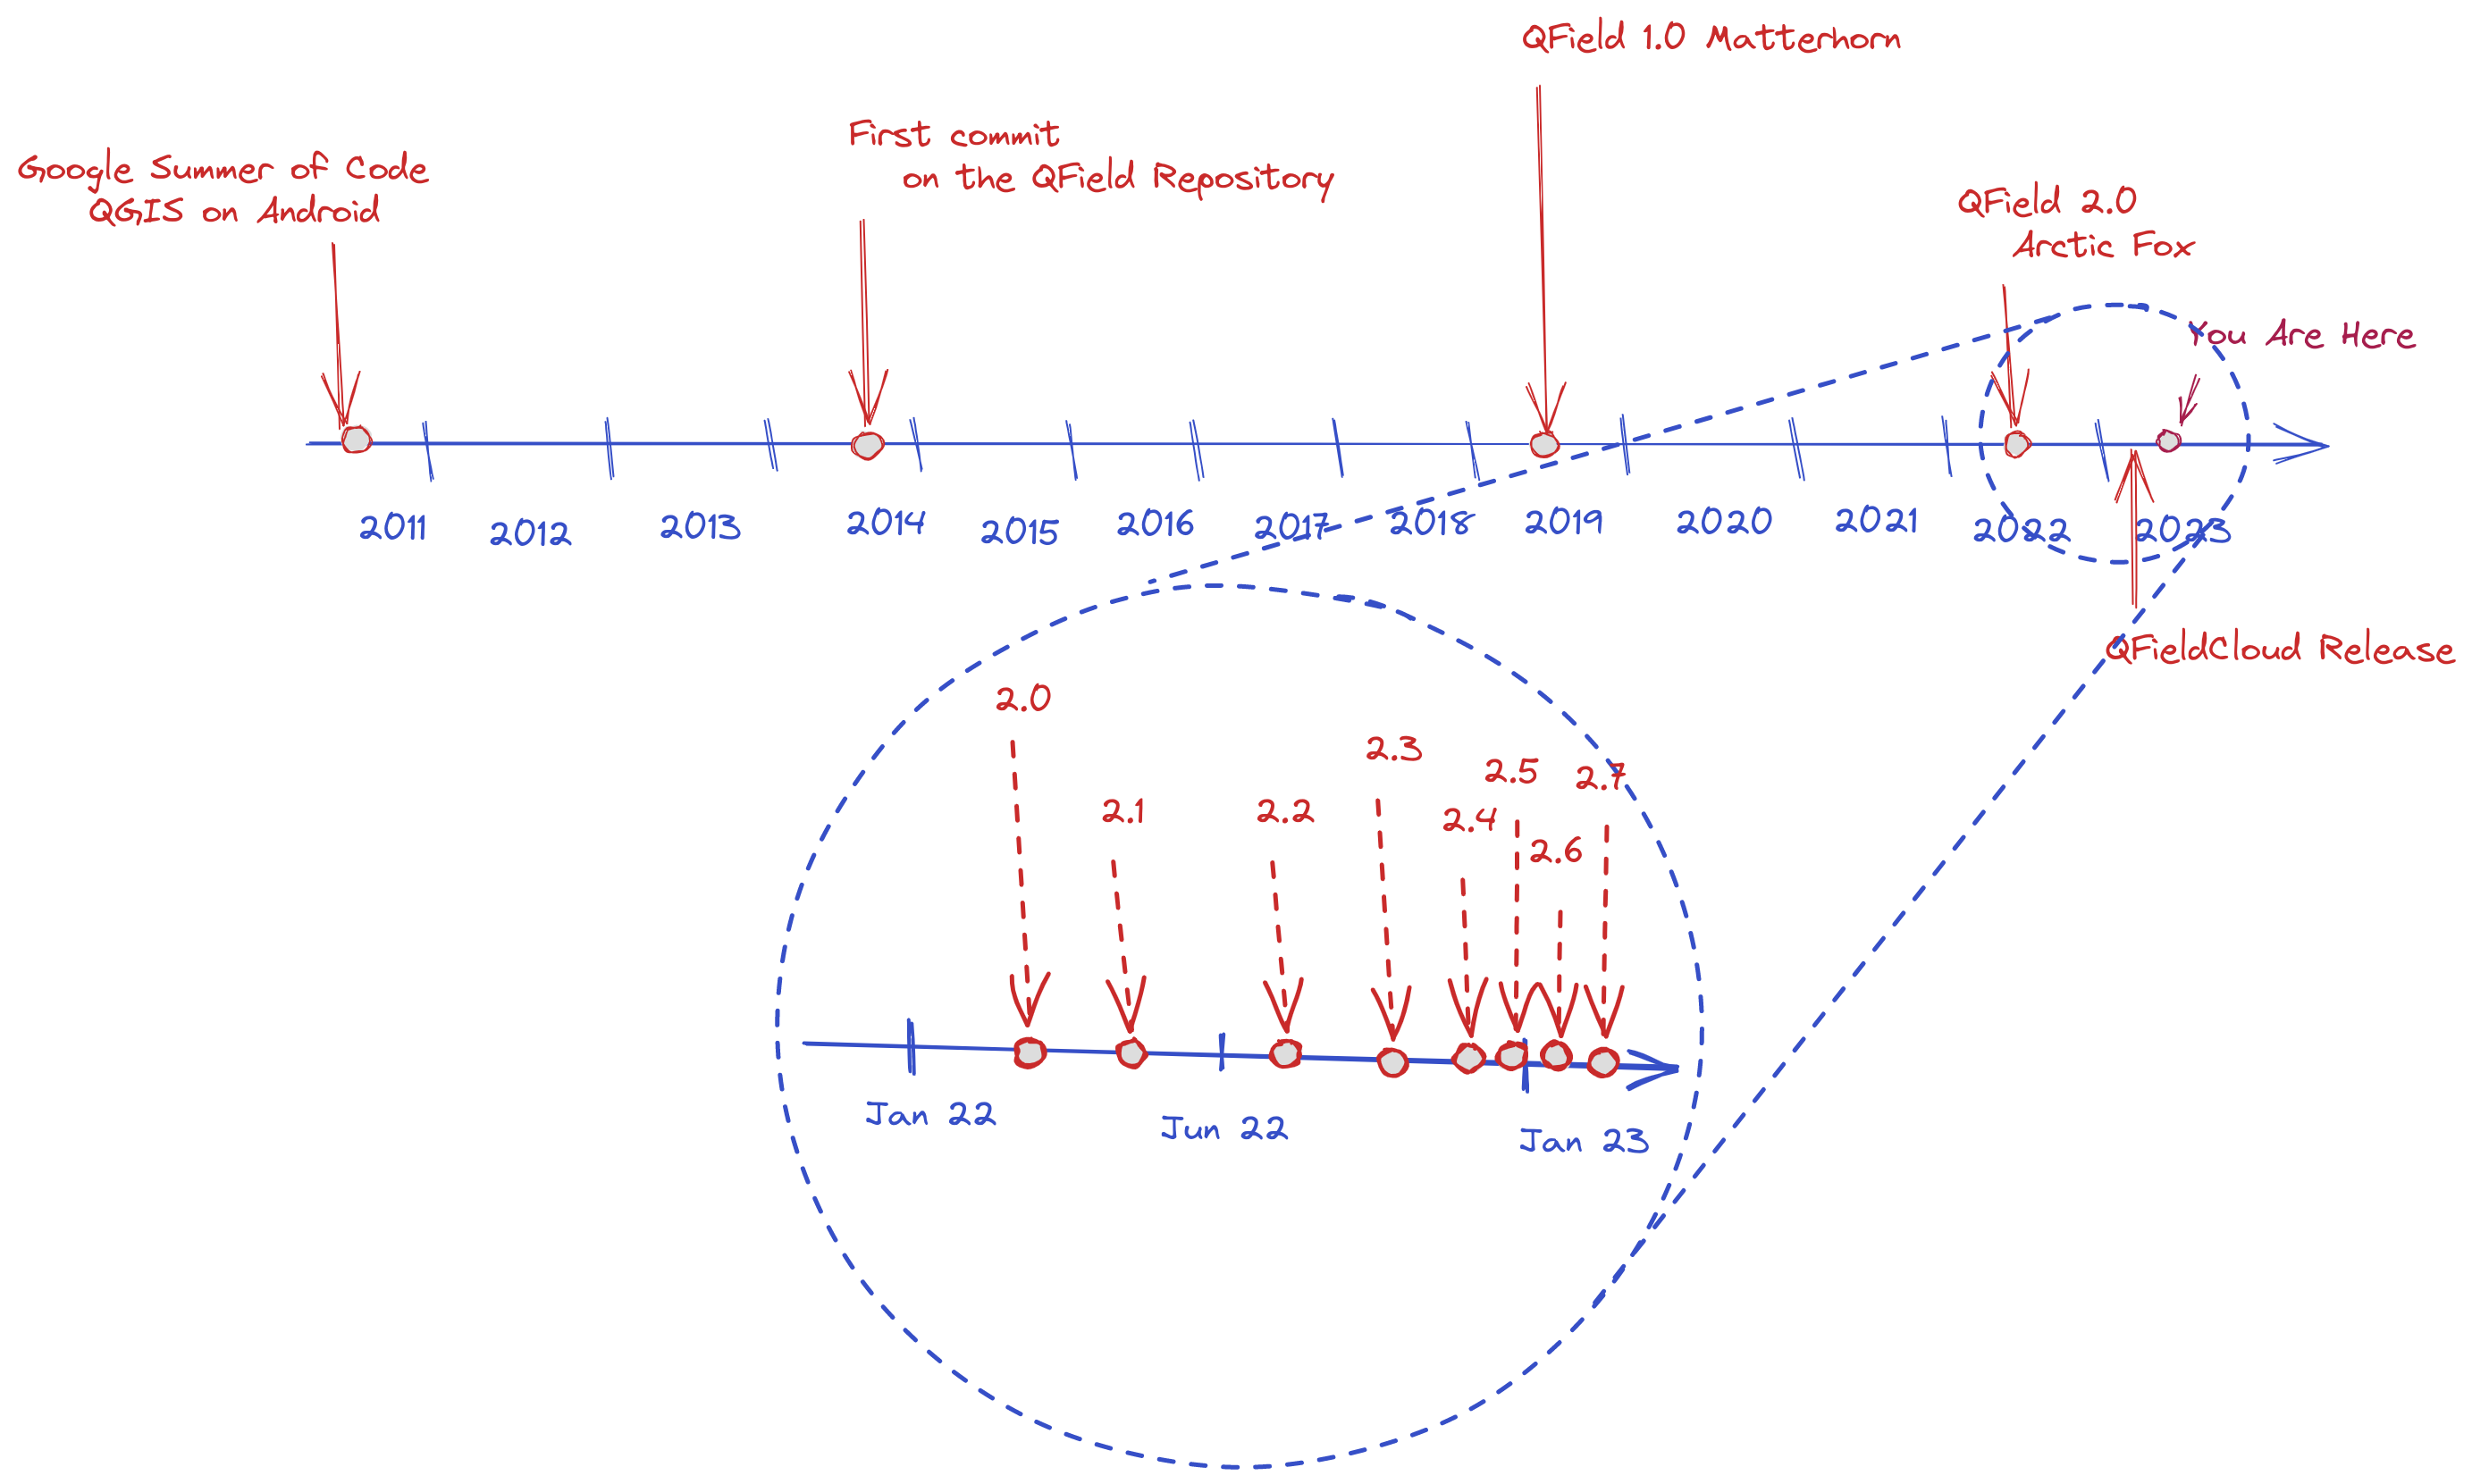 QField 1.0 Matterhorn
First commit
on the QField Repository
Google Summer of Code
QGIS on Android
QField 2.0
Arctic Fox
You Are Here
2011
2012
2013
2014
2015
2016
2017
2018
2019
2020
2021
2022
2023
QFieldCloud Release
2.0
2.1
2.2
2.3
2.4
2.5
2.6
2.7
Jan 22
Jun 22
Jan 23